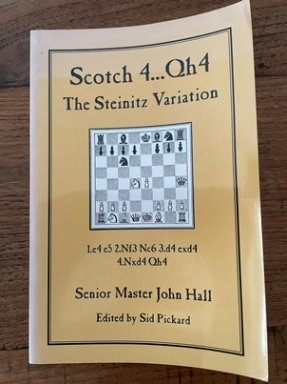 Scotch 4...Qh4
The Steinitz Variation
1.e4 e5 2.Nf3 Nc6 3.d4 exd4
4.Nxd4 Qh4
Senior Master John Hall
Edited by Sid Pickard